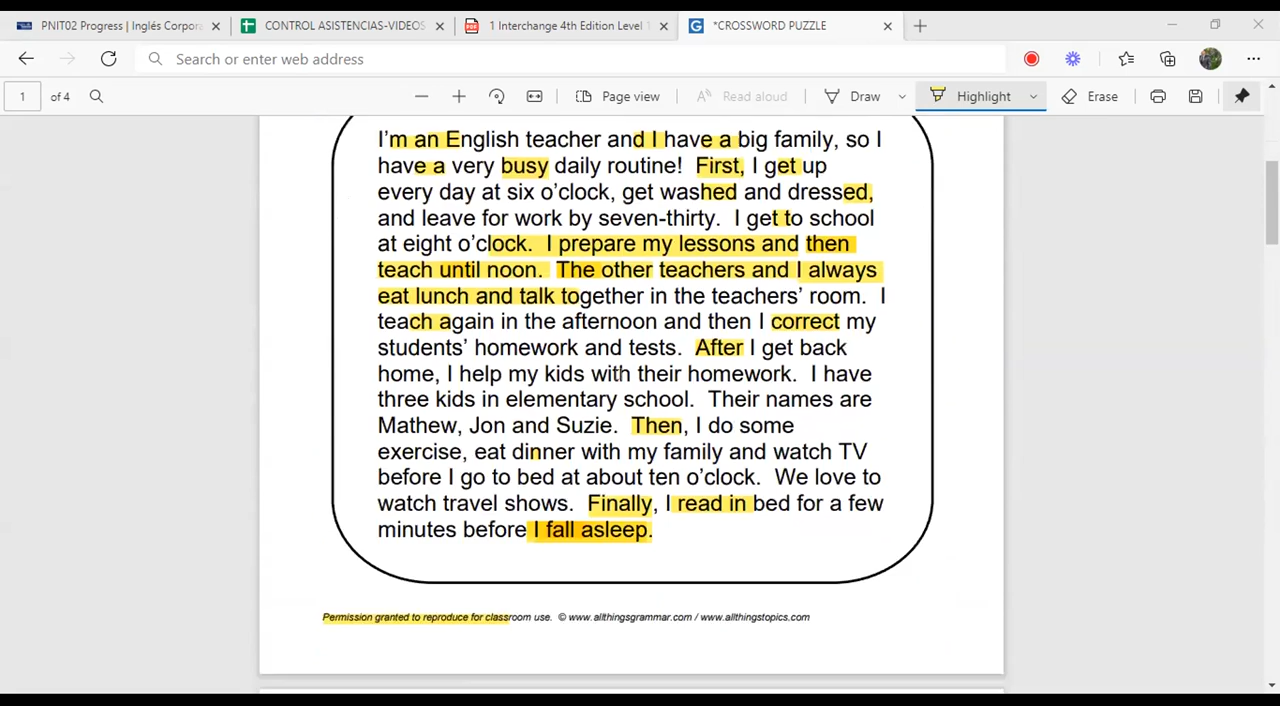 PNIT02 Progress | Inglés Corpora
CONTROL ASISTENCIAS-VIDEOS
1 Interchange 4th Edition Level 1
*CROSSWORD PUZZLE
Search or enter web address
1 of 4
Page view
Read aloud
Draw
Highlight
Erase
I'm an English teacher and I have a big family, so I
have a very busy daily routine! First, I get up
every day at six o'clock, get washed and dressed,
and leave for work by seven-thirty. I get to school
at eight o'clock. I prepare my lessons and then
teach until noon. The other teachers and I always
eat lunch and talk together in the teachers' room. I
teach again in the afternoon and then I correct my
students' homework and tests. After I get back
home, I help my kids with their homework. I have
three kids in elementary school. Their names are
Mathew, Jon and Suzie. Then, I do some
exercise, eat dinner with my family and watch TV
before I go to bed at about ten o'clock. We love to
watch travel shows. Finally, I read in bed for a few
minutes before I fall asleep.
Permission granted to reproduce for classroom use. © www.allthingsgrammar.com / www.allthingstopics.com